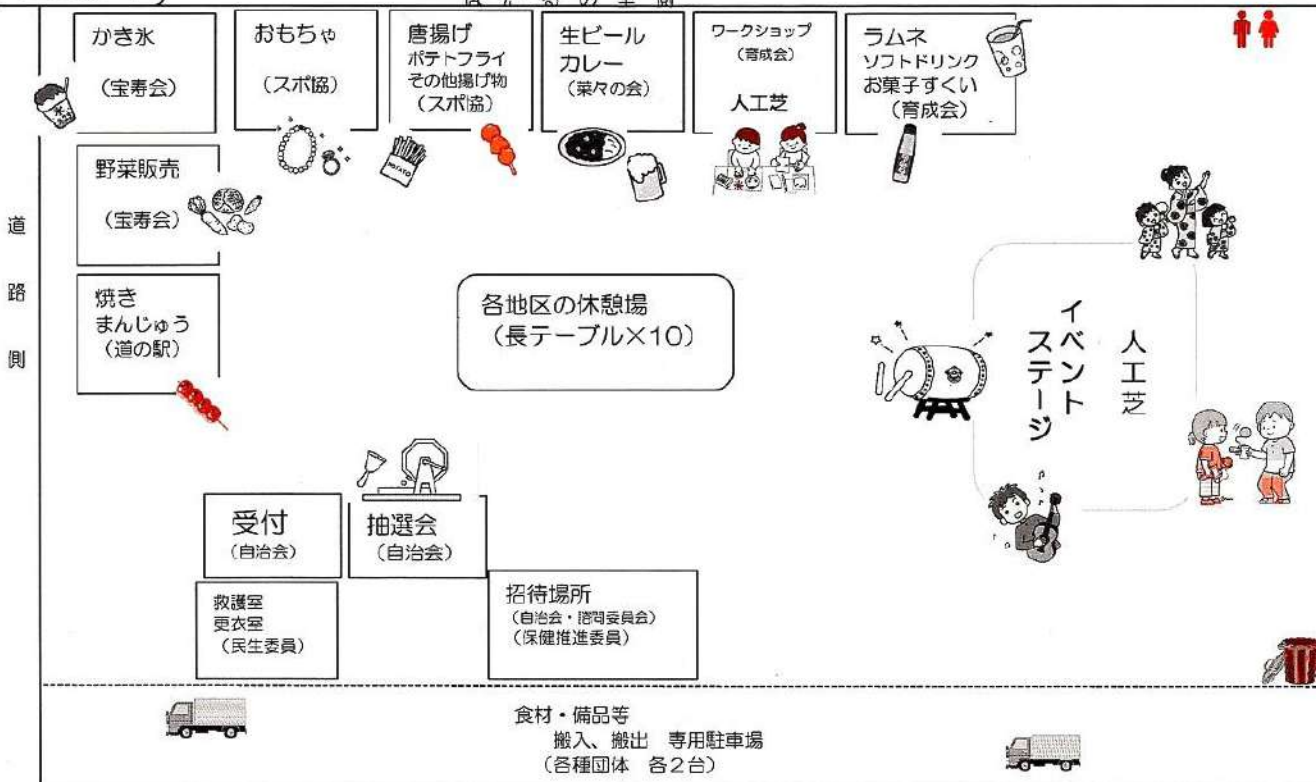 かき氷
（宝寿会）
おもちゃ
（スポ協）
唐揚げ
ポテトフライ
その他揚げ物
（スポ協）
生ビール
カレー
（菜々の会）
ワークショップ
（育成会）
人工芝
ラムネ
ソフトドリンク
お菓子すくい
（育成会）
POTATO
野菜販売
（宝寿会）
道路側
焼き
まんじゅう
（道の駅）
各地区の休憩場
（長テーブル×10）
人工芝
イベント
ステージ
受付
（自治会）
抽選会
（自治会）
救護室
更衣室
（民生委員）
招待場所
（自治会・諮問委員会）
（保健推進委員）
食材・備品等
搬入、搬出　専用駐車場
（各種団体　各2台）